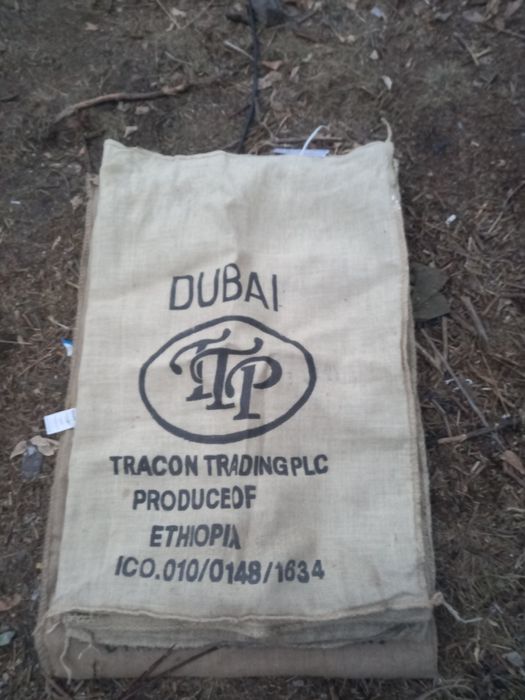 DUBAI
TTP
TRACON TRADING PLC
PRODUCEOF
ETHIOPIA
ICO.010/0148/1634